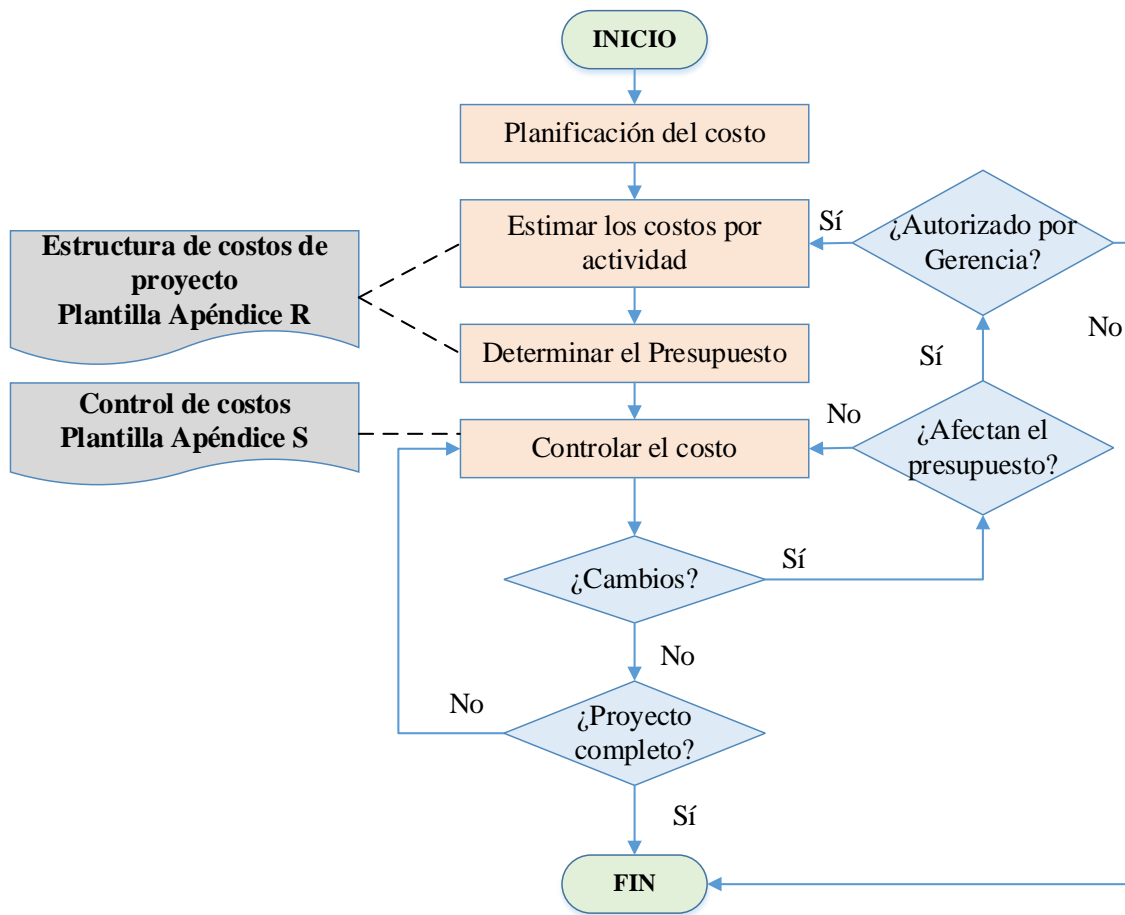 INICIO
Planificación del costo
Estimar los costos por
actividad
Sí
¿Autorizado por
Gerencia?
Estructura de costos de
proyecto
Plantilla Apéndice R
Determinar el Presupuesto
No
Sí
Control de costos
Plantilla Apéndice S
Controlar el costo
No
¿Afectan el
presupuesto?
¿Cambios?
Sí
No
No
¿Proyecto
completo?
Sí
FIN